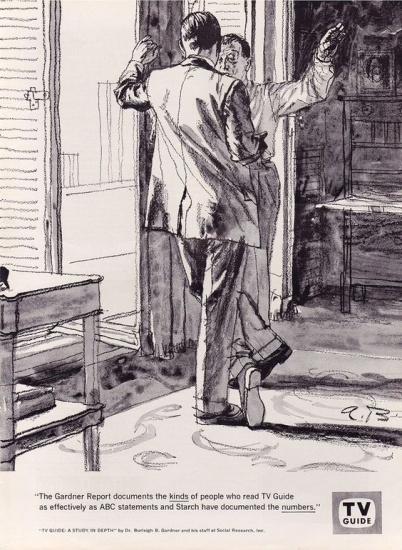 A.P.
"The Gardner Report documents the kinds of people who read TV Guide
as effectively as ABC statements and Starch have documented the numbers."
"TV GUIDE: A STUDY IN DEPTH" by Dr. Burleigh B. Gardner and his staff at Social Research, Inc.
TV
GUIDE